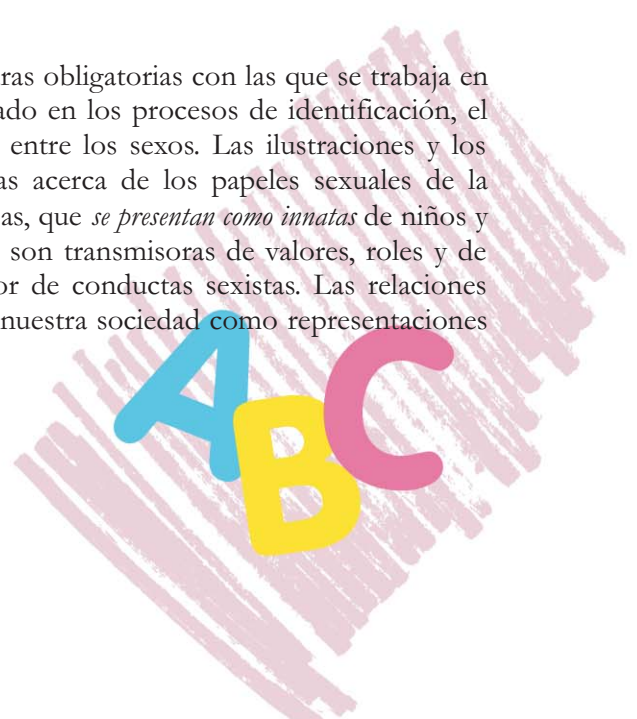 ras obligatorias con las que se trabaja en
ado en los procesos de identificación, el
entre los sexos. Las ilustraciones y los
as acerca de los papeles sexuales de la
as, que se presentan como innatas de niños y
son transmisoras de valores, roles y de
or de conductas sexistas. Las relaciones
nuestra sociedad como representaciones
ABC